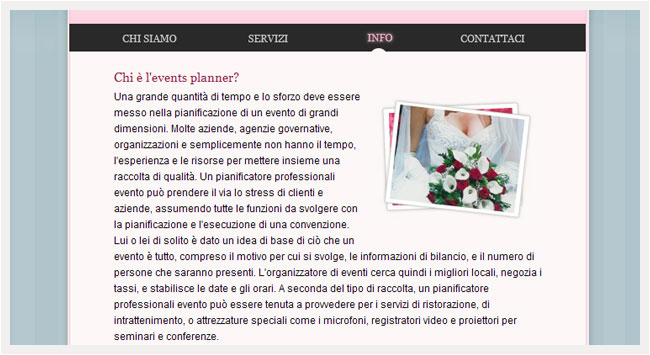 CHI SIAMO SERVIZI INFO CONTATTACI
Chi è l'events planner?
Una grande quantità di tempo e lo sforzo deve essere
messo nella pianificazione di un evento di grandi
dimensioni. Molte aziende, agenzie governative,
organizzazioni e semplicemente non hanno il tempo,
l'esperienza e le risorse per mettere insieme una
raccolta di qualità. Un pianificatore professionali
evento può prendere il via lo stress di clienti e
aziende, assumendo tutte le funzioni da svolgere con
la pianificazione e l'esecuzione di una convenzione.
Lui o lei di solito è dato un idea di base di ciò che un
evento è tutto, compreso il motivo per cui si svolge, le informazioni di bilancio, e il numero di
persone che saranno presenti. L'organizzatore di eventi cerca quindi i migliori locali, negozia i
tassi, e stabilisce le date e gli orari. A seconda del tipo di raccolta, un pianificatore
professionali evento può essere tenuta a provvedere per i servizi di ristorazione, di
intrattenimento, o attrezzature speciali come i microfoni, registratori video e proiettori per
seminari e conferenze.